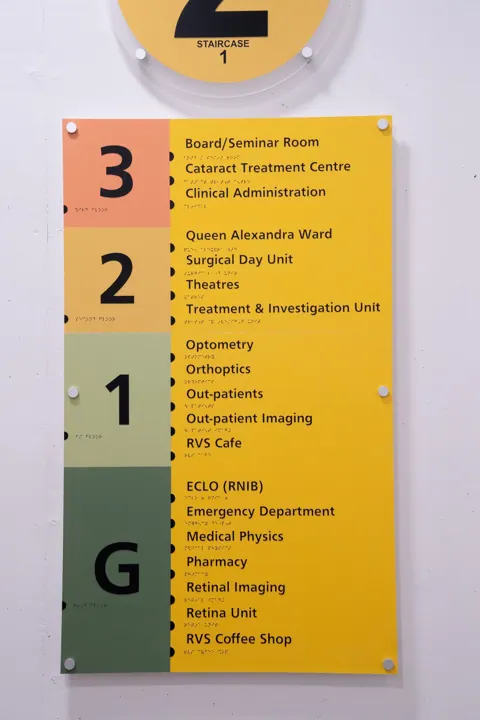 2
STAIRCASE
1
3
Board/Seminar Room
Cataract Treatment Centre
Clinical Administration
2
Queen Alexandra Ward
Surgical Day Unit
Theatres
Treatment & Investigation Unit
1
Optometry
Orthoptics
Out-patients
Out-patient Imaging
RVS Cafe
G
ECLO (RNIB)
Emergency Department
Medical Physics
Pharmacy
Retinal Imaging
Retina Unit
RVS Coffee Shop